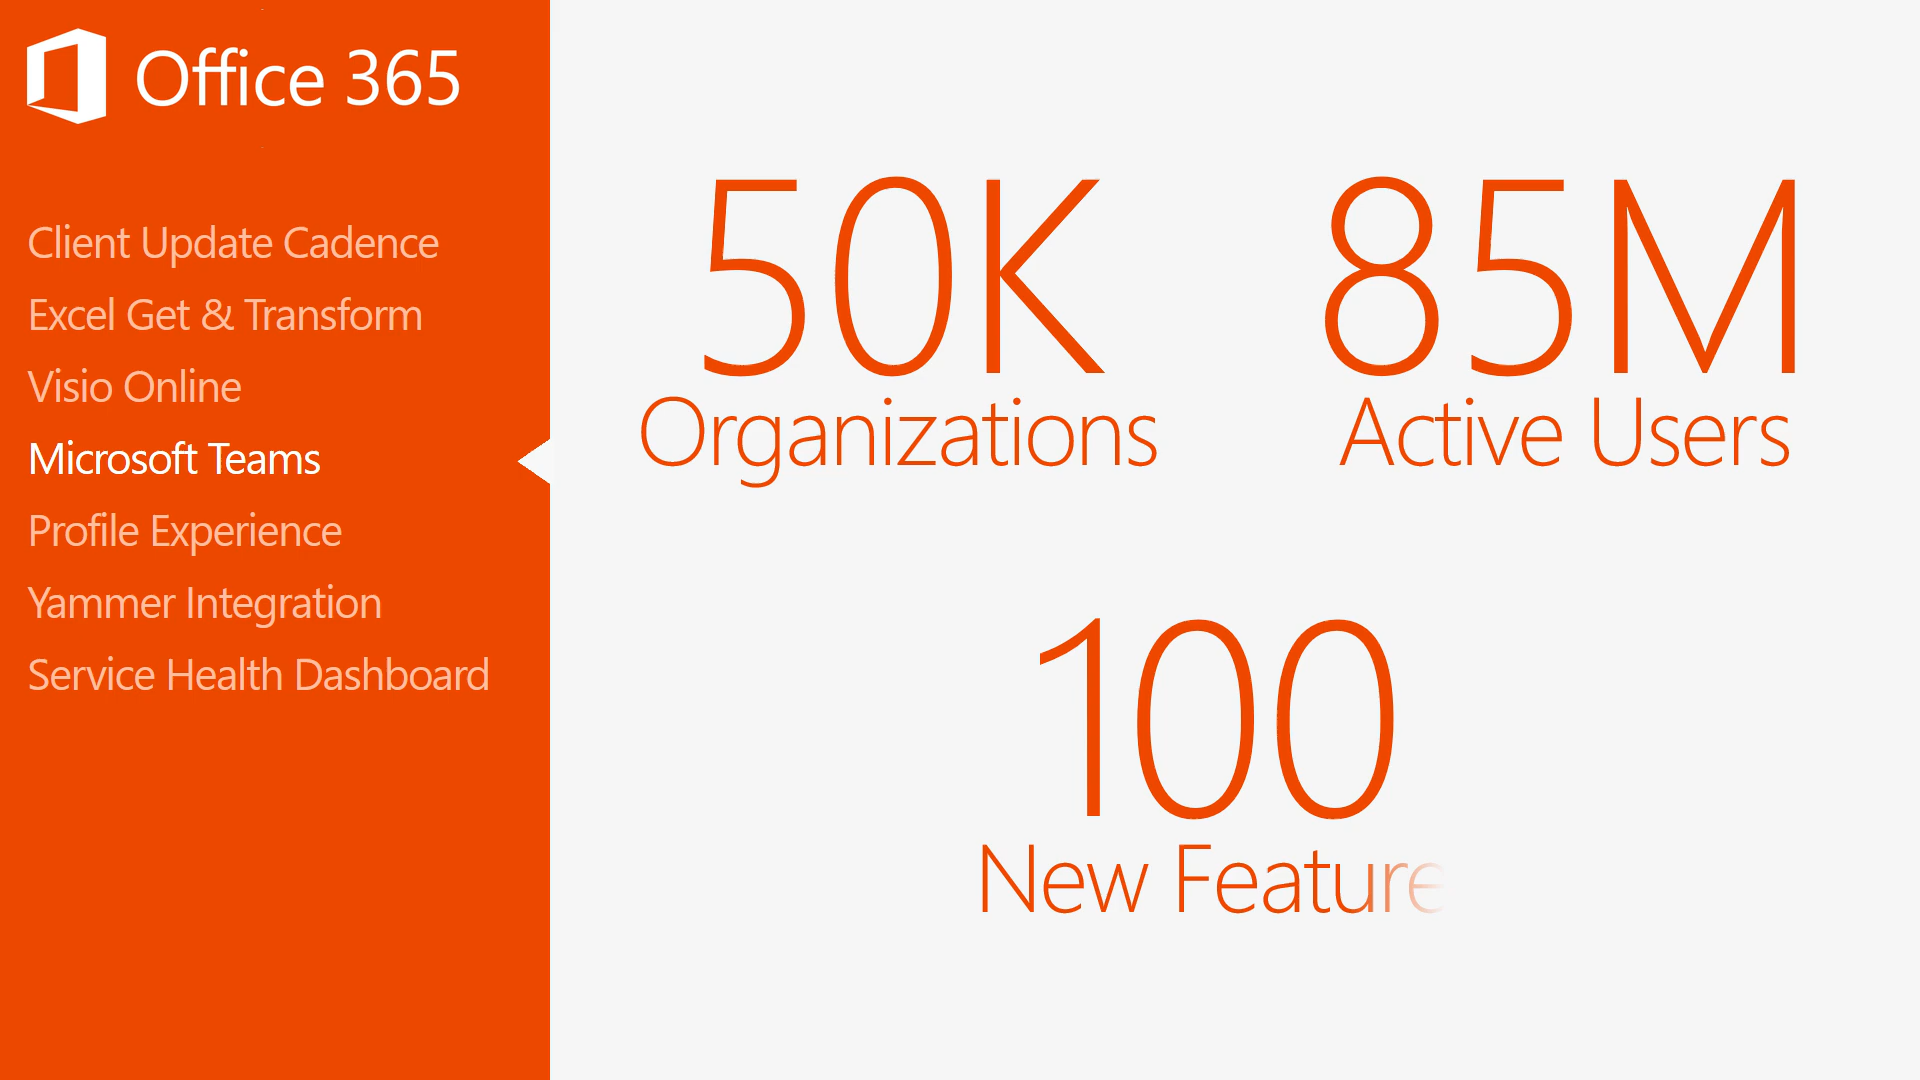 Office 365
Client Update Cadence
Excel Get & Transform
Visio Online
Microsoft Teams
Profile Experience
Yammer Integration
Service Health Dashboard
50K
Organizations
85M
Active Users
100
New Feature